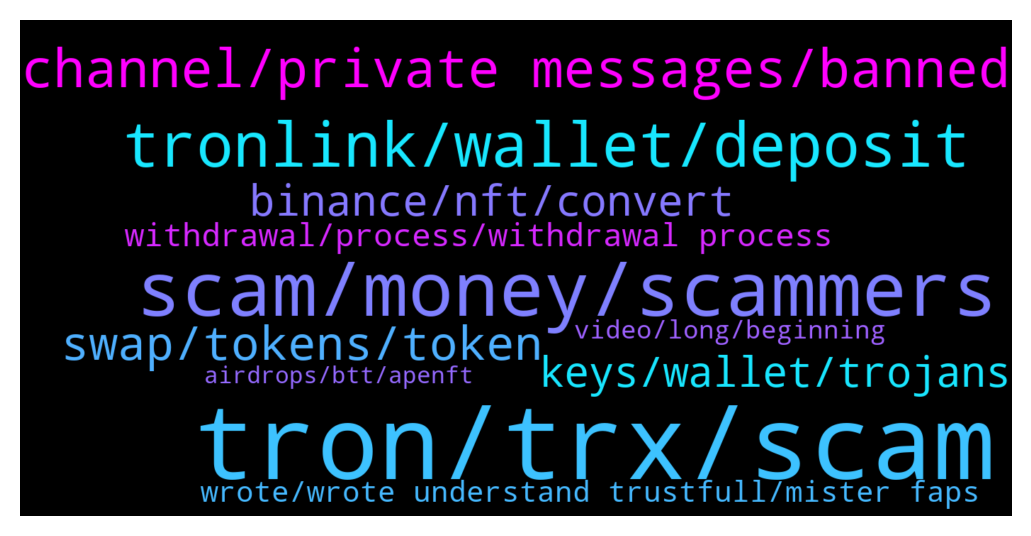 channel/private messages/banned
tronlink/wallet/deposit
binance/nft/convert
withdrawal/process/withdrawal process
scam/money/scammers
swap/tokens/token
video/long/beginning
keys/wallet/trojans
airdrops/btt/apenft
tron/trx/scam
wrote/wrote understand trustfull/mister faps